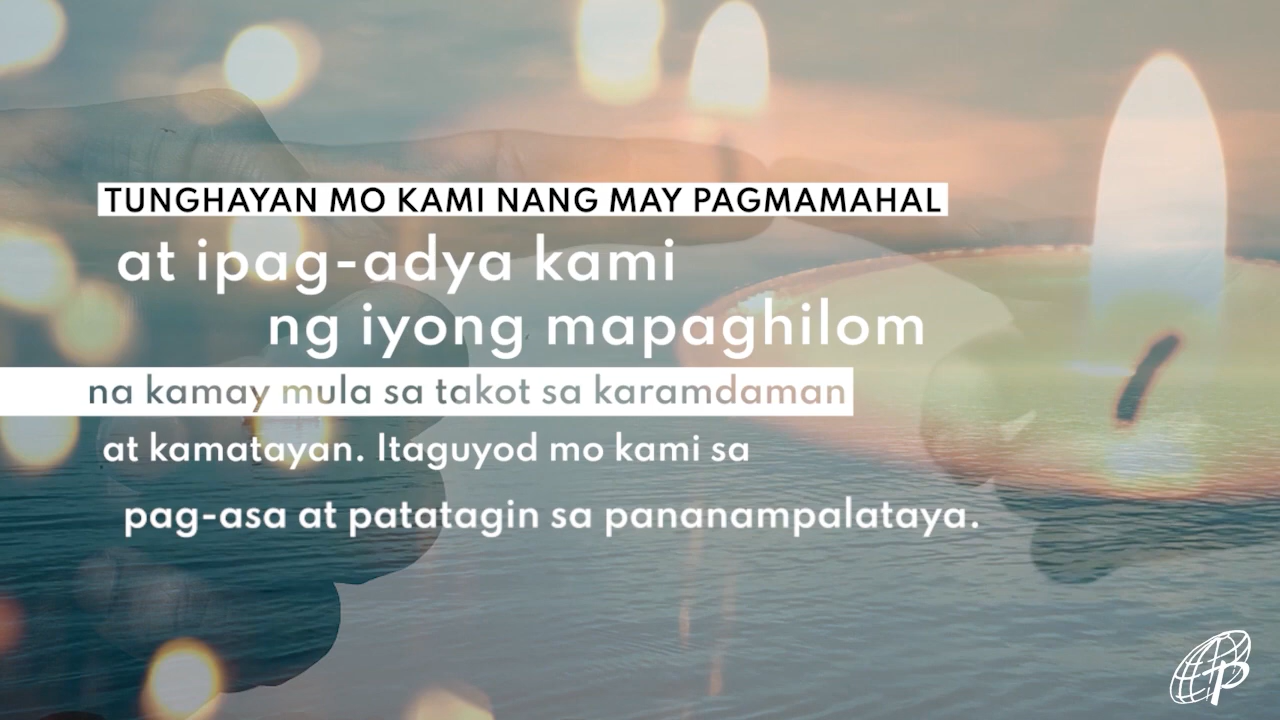 TUNGHAYAN MO KAMI NANG MAY PAGMAMAHAL
at ipag-adya kami
ng iyong mapaghilom
na kamay mula sa takot sa karamdaman
at kamatayan. Itaguyod mo kami sa
pag-asa at patatagin sa pananampalataya.